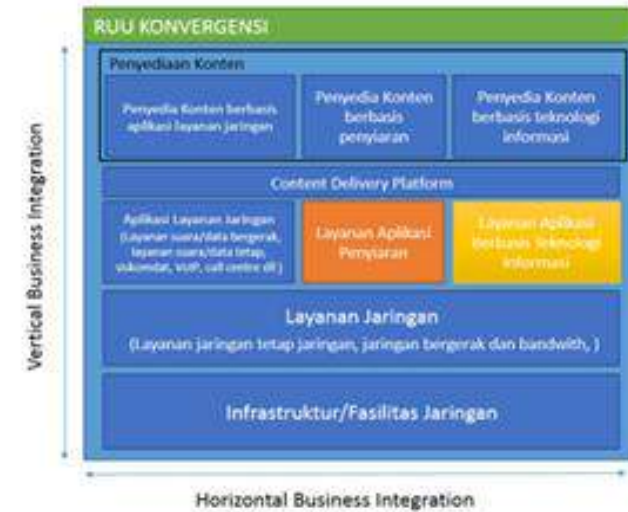 RUU KONVERGENSI
Penyediaan Konten
Penyedia Konten berbasis
aplikasi layanan jaringan
Penyedia Konten
berbasis
penyiaran
Penyedia Konten
berbasis teknologi
informasi
Content Delivery Platform
Aplikasi Layanan Jaringan
(Layanan suara/data bergerak,
layanan suara/data tetap,
VoIP, call centre dll)
Layanan Aplikasi
Penyiaran
Layanan Aplikasi
berbasis Teknologi
Informasi
Layanan Jaringan
(Layanan jaringan tetap jaringan, jaringan bergerak dan bandwith, )
Infrastruktur/Fasilitas Jaringan
Vertical Business Integration
Horizontal Business Integration